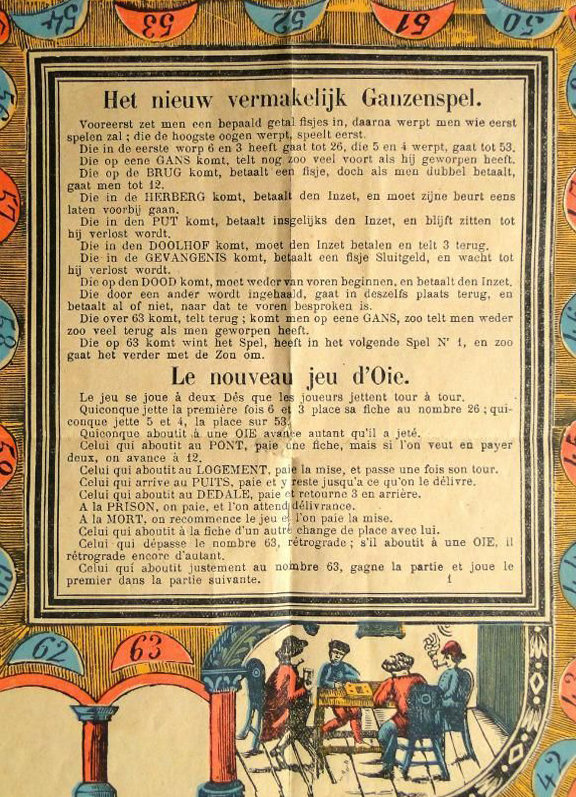 54 53 52 51 50
Het nieuw vermakelijk Ganzenspel.
Vooreerst zet men een bepaald getal fisjes in, daarna werpt men wie eerst
spelen zal ; die de hoogste oogen werpt, speelt eerst.
Die in de eerste worp 6 en 3 heeft gaat tot 26, die 5 en 4 werpt, gaat tot 53.
Die op eene GANS komt, telt nog zoo veel voort als hij geworpen heeft.
Die op de BRUG komt, betaalt een fisje, doch als men dubbel betaalt,
gaat men tot 12.
Die in de HERBERG komt, betaalt den Inzet, en moet zijne beurt eens
laten voorbij gaan.
Die in den PUT komt, betaalt insgelijks den Inzet, en blijft zitten tot
hij verlost wordt.
Die in den DOOLHOF komt, moet den Inzet betalen en telt 3 terug.
Die in de GEVANGENIS komt, betaalt een fisje Sluitgeld, en wacht tot
hij verlost wordt.
Die op den DOOD komt, moet weder van voren beginnen, en betaalt den Inzet.
Die door een ander wordt ingehaald, gaat in deszelfs plaats terug, en
betaalt al of niet, naar dat te voren besproken is.
Die over 63 komt, telt terug ; komt men op eene GANS, zoo telt men weder
zoo veel terug als men geworpen heeft.
Die op 63 komt wint het Spel, heeft in het volgende Spel Nr 1, en zoo
gaat het verder met de Zon om.
Le nouveau jeu d'Oie.
Le jeu se joue à deux Dés que les joueurs jettent tour à tour.
Quiconque jette la première fois 6 et 3 place sa fiche au nombre 26 ; qui-
conque jette 5 et 4, la place sur 53.
Quiconque aboutit à une OIE avance autant qu'il a jeté.
Celui qui aboutit au PONT, paie une fiche, mais si l'on veut en payer
deux, on avance à 12.
Celui qui aboutit au LOGEMENT, paie la mise, et passe une fois son tour.
Celui qui arrive au PUITS, paie et y reste jusqu'a ce qu'on le délivre.
Celui qui aboutit au DEDALE, paie et retourne 3 en arrière.
A la PRISON, on paie, et l'on attend délivrance.
A la MORT, on recommence le jeu et l'on paie la mise.
Celui qui aboutit à la fiche d'un autre change de place avec lui.
Celui qui dépasse le nombre 63, rétrograde ; s'il aboutit à une OIE, il
rétrograde encore d'autant.
Celui qui aboutit justement au nombre 63, gagne la partie et joue le
premier dans la partie suivante. 1
57
58
59
62 63
42